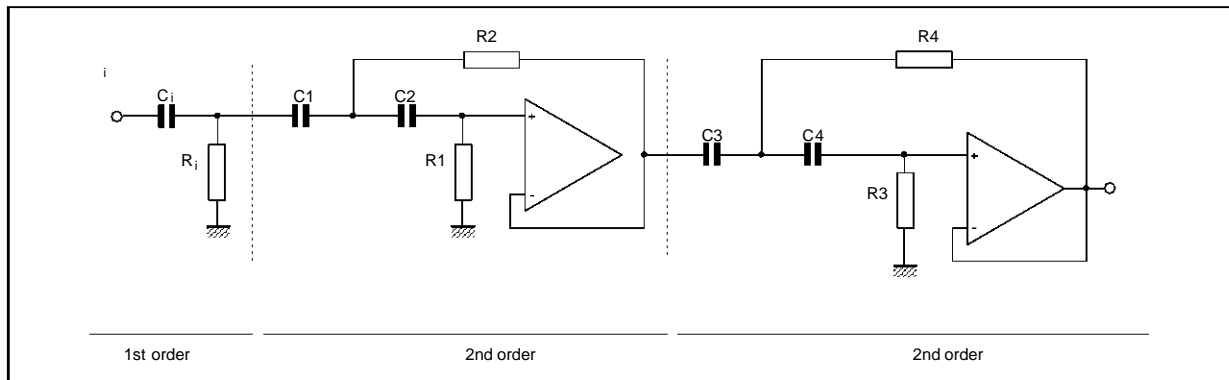 R2
R4
i
Ci
C1
C2
C3
C4
Ri
R1
R3
+
-
+
-
1st order
2nd order
2nd order